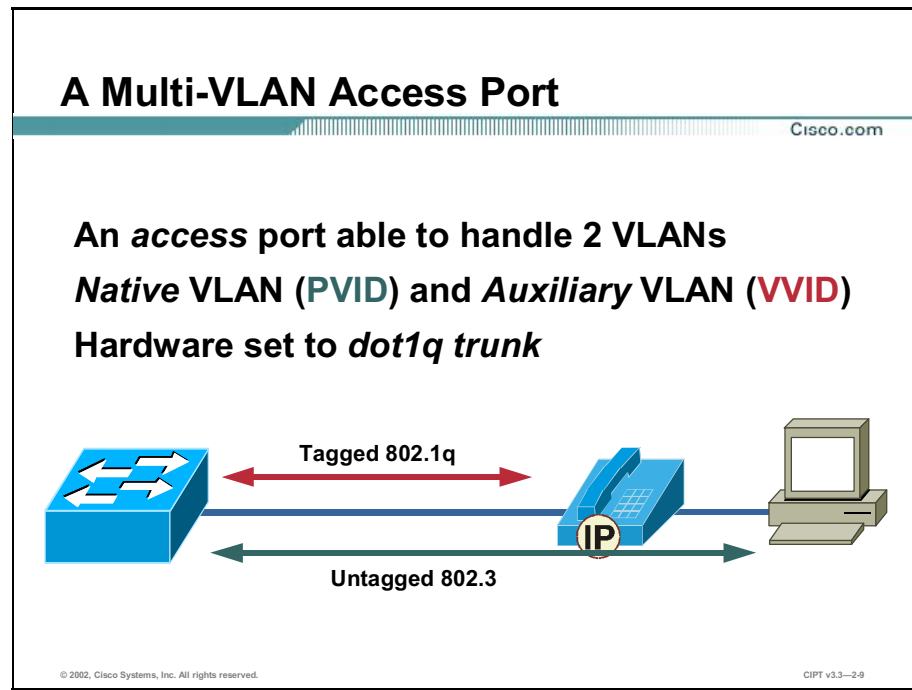 A Multi-VLAN Access Port
Cisco.com
An access port able to handle 2 VLANs
Native VLAN (PVID) and Auxiliary VLAN (VVID)
Hardware set to dot1q trunk
Tagged 802.1q
IP
Untagged 802.3
© 2002, Cisco Systems, Inc. All rights reserved.
CIPT v3.3—2-9